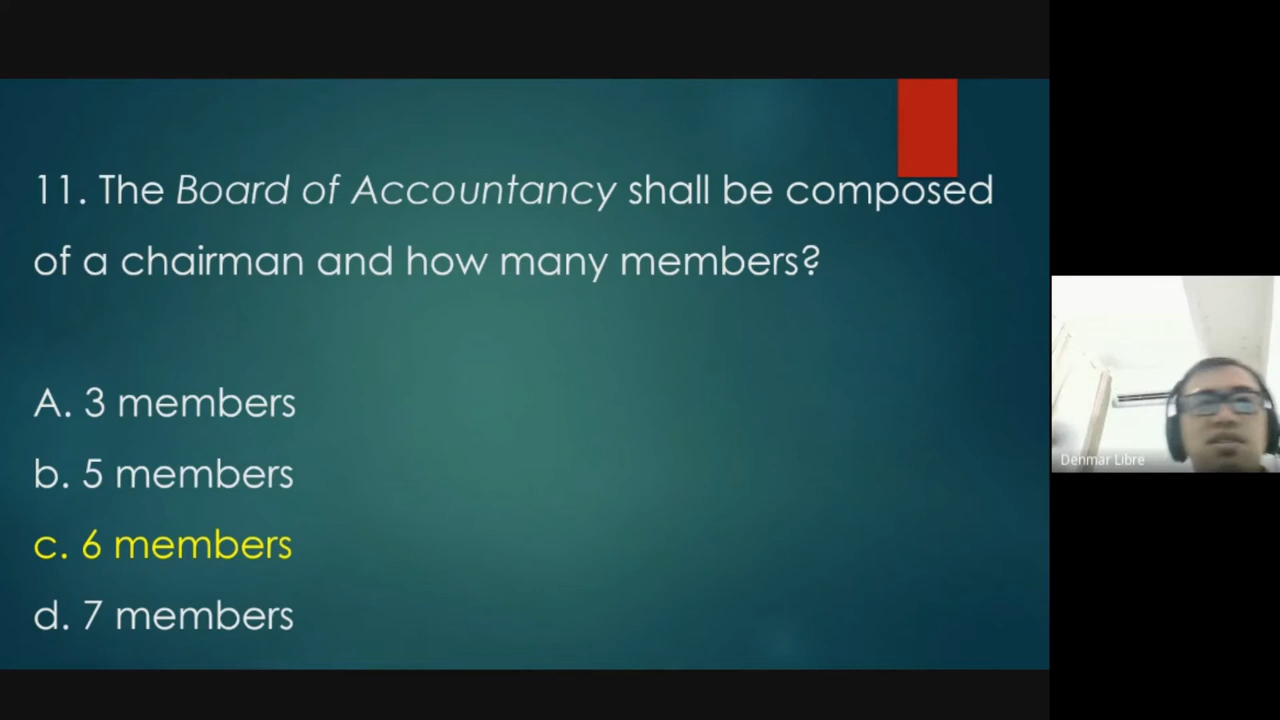 11. The Board of Accountancy shall be composed
of a chairman and how many members?
A. 3 members
b. 5 members
c. 6 members
d. 7 members
Denmar Libre